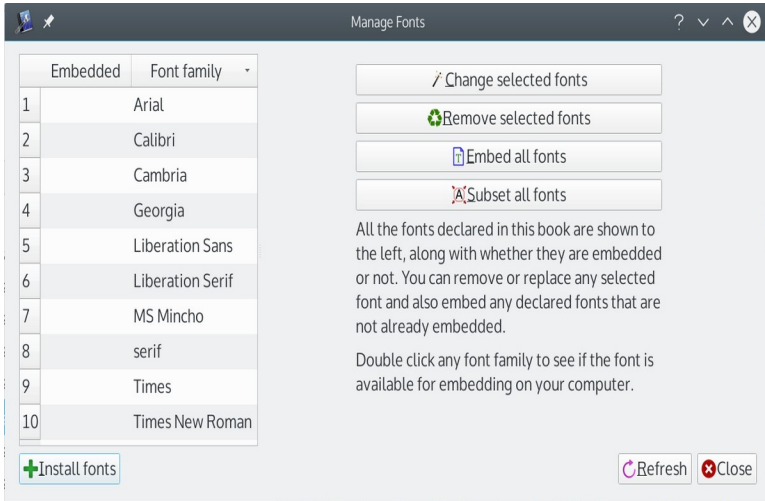 Manage Fonts
?
Embedded Font family
1 Arial
2 Calibri
3 Cambria
4 Georgia
5 Liberation Sans
6 Liberation Serif
7 MS Mincho
8 serif
9 Times
10 Times New Roman
Install fonts
Change selected fonts
Remove selected fonts
T Embed all fonts
A Subset all fonts
All the fonts declared in this book are shown to
the left, along with whether they are embedded
or not. You can remove or replace any selected
font and also embed any declared fonts that are
not already embedded.
Double click any font family to see if the font is
available for embedding on your computer.
Refresh Close